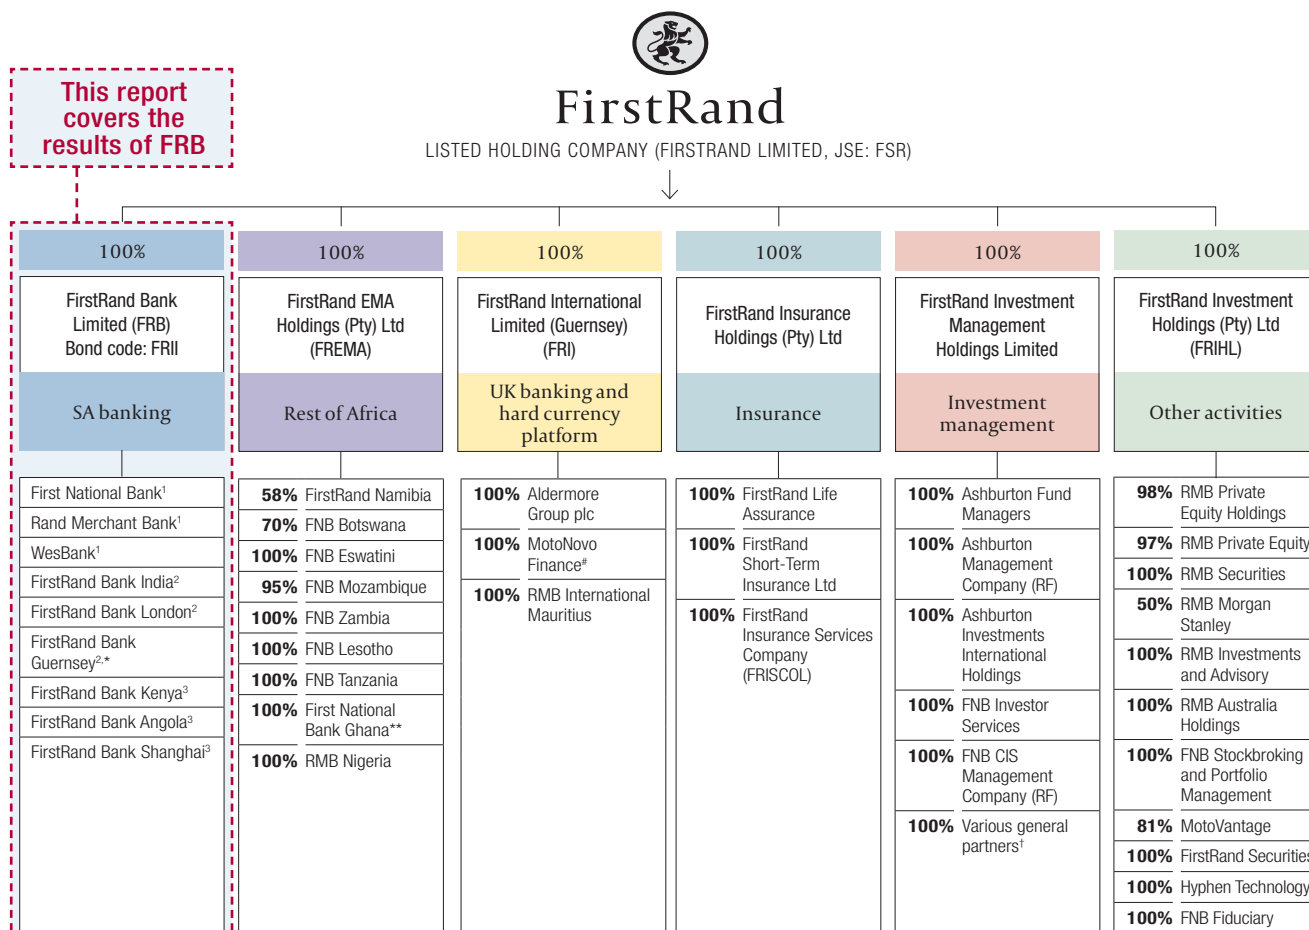 This report
covers the
results of FRB
FirstRand
LISTED HOLDING COMPANY (FIRSTRAND LIMITED, JSE: FSR)
100%
FirstRand Bank
Limited (FRB)
Bond code: FRII
SA banking
First National Bank¹
Rand Merchant Bank¹
WesBank¹
FirstRand Bank India²
FirstRand Bank London²
FirstRand Bank
Guernsey²,*
FirstRand Bank Kenya³
FirstRand Bank Angola³
FirstRand Bank Shanghai³
100%
FirstRand EMA
Holdings (Pty) Ltd
(FREMA)
Rest of Africa
58% FirstRand Namibia
70% FNB Botswana
100% FNB Eswatini
95% FNB Mozambique
100% FNB Zambia
100% FNB Lesotho
100% FNB Tanzania
100% First National
Bank Ghana**
100% RMB Nigeria
100%
FirstRand International
Limited (Guernsey)
(FRI)
UK banking and
hard currency
platform
100% Aldermore
Group plc
100% MotoNovo
Finance#
100% RMB International
Mauritius
100%
FirstRand Insurance
Holdings (Pty) Ltd
Insurance
100% FirstRand Life
Assurance
100% FirstRand
Short-Term
Insurance Ltd
100% FirstRand
Insurance Services
Company
(FRISCOL)
100%
FirstRand Investment
Management
Holdings Limited
Investment
management
100% Ashburton Fund
Managers
100% Ashburton
Management
Company (RF)
100% Ashburton
Investments
International
Holdings
100% FNB Investor
Services
100% FNB CIS
Management
Company (RF)
100% Various general
partners†
100%
FirstRand Investment
Holdings (Pty) Ltd
(FRIHL)
Other activities
98% RMB Private
Equity Holdings
97% RMB Private Equity
100% RMB Securities
50% RMB Morgan
Stanley
100% RMB Investments
and Advisory
100% RMB Australia
Holdings
100% FNB Stockbroking
and Portfolio
Management
81% MotoVantage
100% FirstRand Securities
100% Hyphen Technology
100% FNB Fiduciary